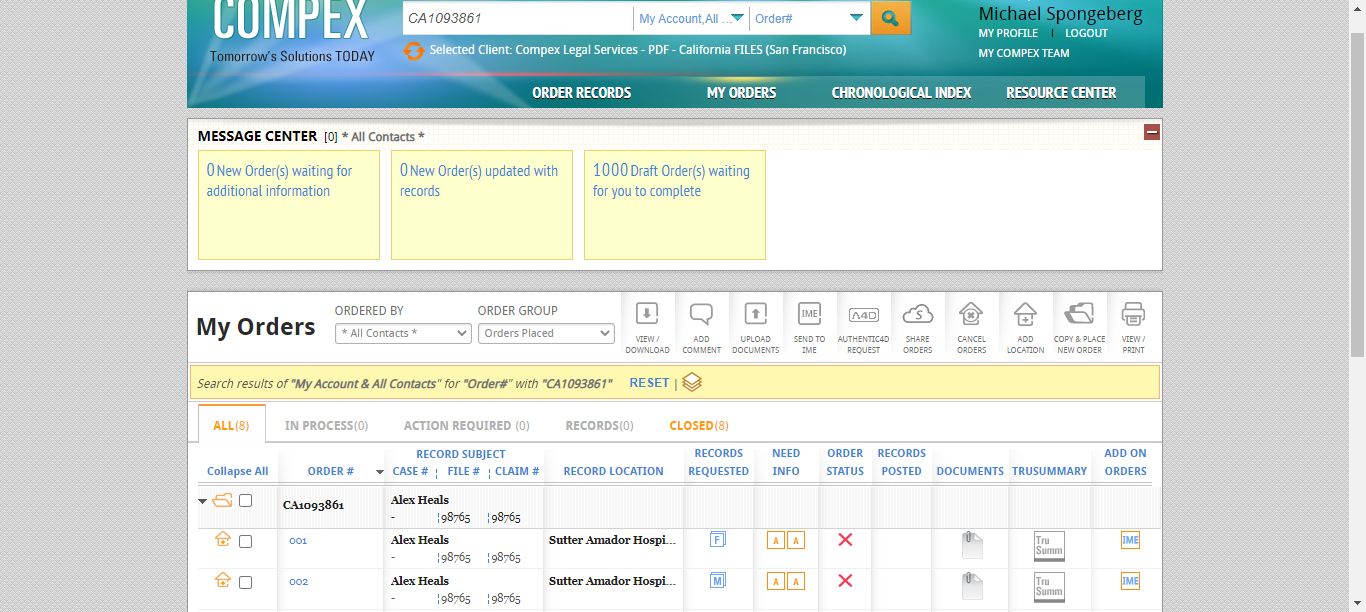 COMPEX
Tomorrow's Solutions TODAY
CA1093861 My Account,All ... Order#
Selected Client: Compex Legal Services - PDF - California FILES (San Francisco)
Michael Spongeberg
MY PROFILE | LOGOUT
MY COMPEX TEAM
ORDER RECORDS MY ORDERS CHRONOLOGICAL INDEX RESOURCE CENTER
MESSAGE CENTER [0] * All Contacts *
0 New Order(s) waiting for
additional information
0 New Order(s) updated with
records
1000 Draft Order(s) waiting
for you to complete
My Orders
ORDERED BY
* All Contacts *
ORDER GROUP
Orders Placed
VIEW /
DOWNLOAD
ADD
COMMENT
UPLOAD
DOCUMENTS
IME
SEND TO
IME
A4D
AUTHENTIC4D
REQUEST
S
SHARE
ORDERS
CANCEL
ORDERS
ADD
LOCATION
COPY & PLACE
NEW ORDER
VIEW /
PRINT
Search results of "My Account & All Contacts" for "Order#" with "CA1093861" RESET |
ALL(8) IN PROCESS(0) ACTION REQUIRED (0) RECORDS(0) CLOSED(8)
Collapse All
ORDER #
RECORD SUBJECT
CASE # ¦ FILE # ¦ CLAIM #
RECORD LOCATION
RECORDS
REQUESTED
NEED
INFO
ORDER
STATUS
RECORDS
POSTED
DOCUMENTS
TRUSUMMARY
ADD ON
ORDERS
CA1093861 Alex Heals
- ¦98765 ¦98765
001 Alex Heals Sutter Amador Hospi... F A A Tru Summ IME
- ¦98765 ¦98765
002 Alex Heals Sutter Amador Hospi... M A A Tru Summ IME
- ¦98765 ¦98765